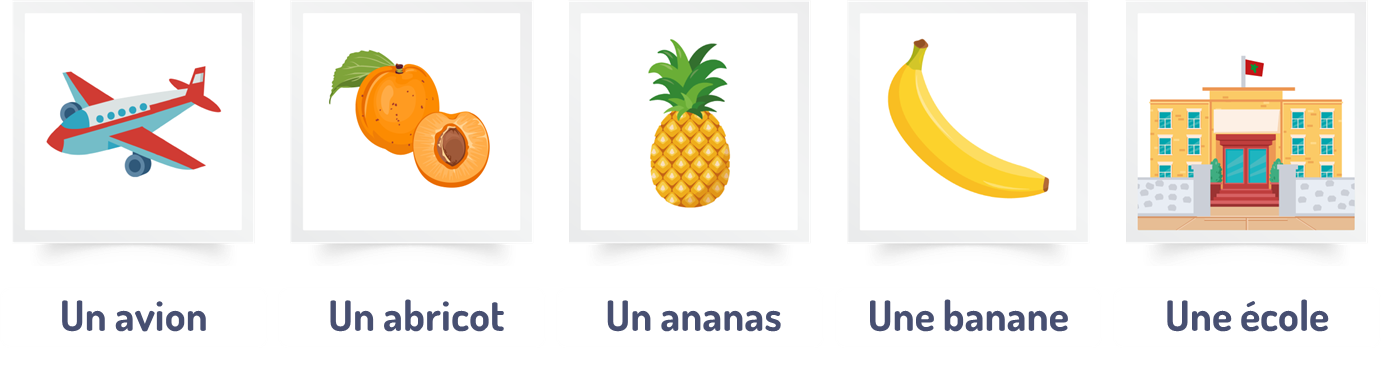 Un avion
Un abricot
Un ananas
Une banane
Une école